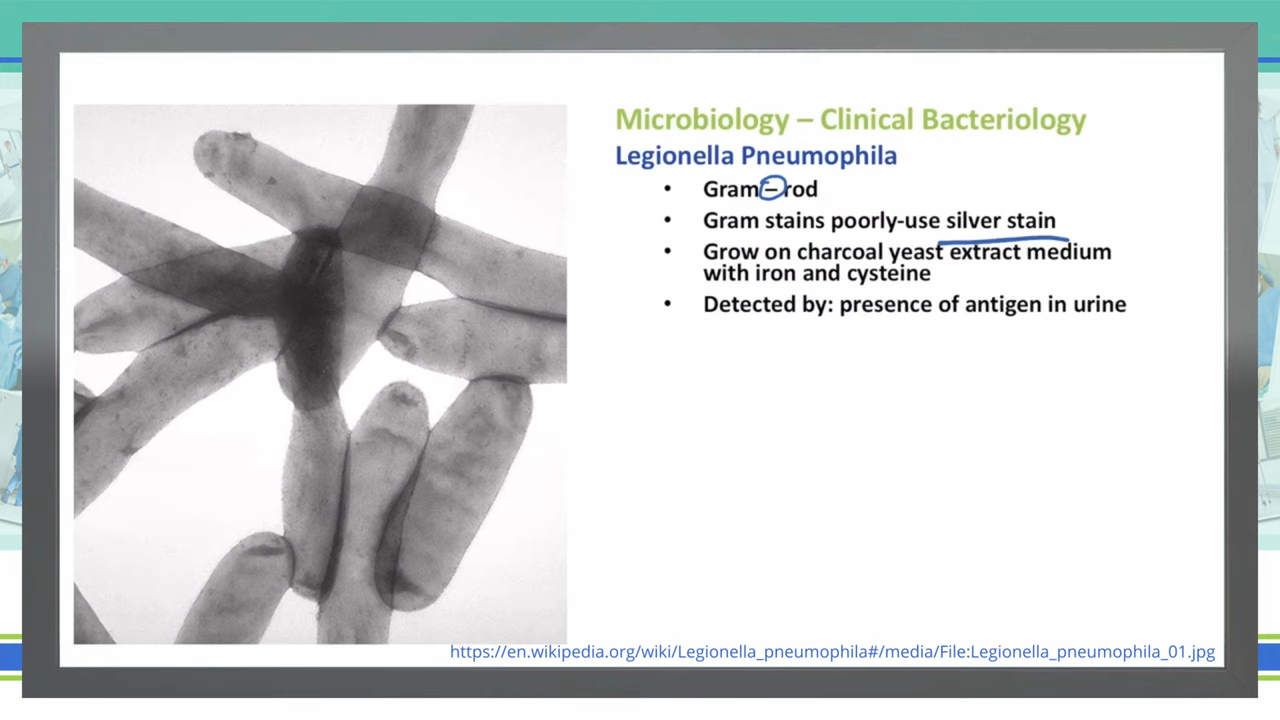 Microbiology – Clinical Bacteriology
Legionella Pneumophila
• Gram – rod
• Gram stains poorly-use silver stain
• Grow on charcoal yeast extract medium
with iron and cysteine
• Detected by: presence of antigen in urine
https://en.wikipedia.org/wiki/Legionella_pneumophila#/media/File:Legionella_pneumophila_01.jpg